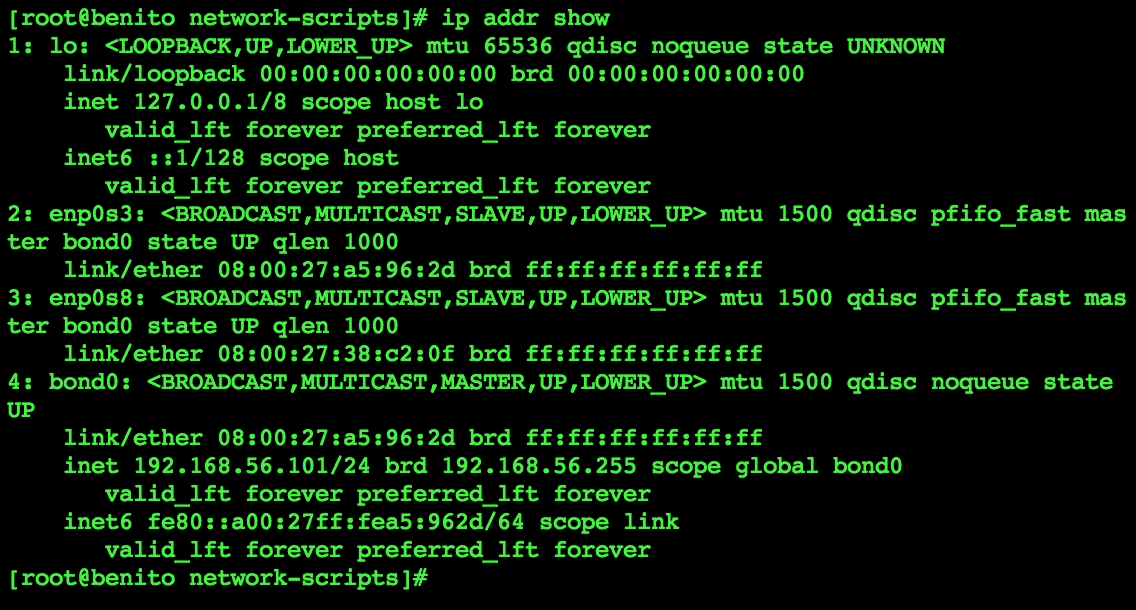 [root@benito network-scripts]# ip addr show
1: lo: <LOOPBACK,UP,LOWER_UP> mtu 65536 qdisc noqueue state UNKNOWN
    link/loopback 00:00:00:00:00:00 brd 00:00:00:00:00:00
    inet 127.0.0.1/8 scope host lo
       valid_lft forever preferred_lft forever
    inet6 ::1/128 scope host
       valid_lft forever preferred_lft forever
2: enp0s3: <BROADCAST,MULTICAST,SLAVE,UP,LOWER_UP> mtu 1500 qdisc pfifo_fast mas
ter bond0 state UP qlen 1000
    link/ether 08:00:27:a5:96:2d brd ff:ff:ff:ff:ff:ff
3: enp0s8: <BROADCAST,MULTICAST,SLAVE,UP,LOWER_UP> mtu 1500 qdisc pfifo_fast mas
ter bond0 state UP qlen 1000
    link/ether 08:00:27:38:c2:0f brd ff:ff:ff:ff:ff:ff
4: bond0: <BROADCAST,MULTICAST,MASTER,UP,LOWER_UP> mtu 1500 qdisc noqueue state
UP
    link/ether 08:00:27:a5:96:2d brd ff:ff:ff:ff:ff:ff
    inet 192.168.56.101/24 brd 192.168.56.255 scope global bond0
       valid_lft forever preferred_lft forever
    inet6 fe80::a00:27ff:fea5:962d/64 scope link
       valid_lft forever preferred_lft forever
[root@benito network-scripts]#